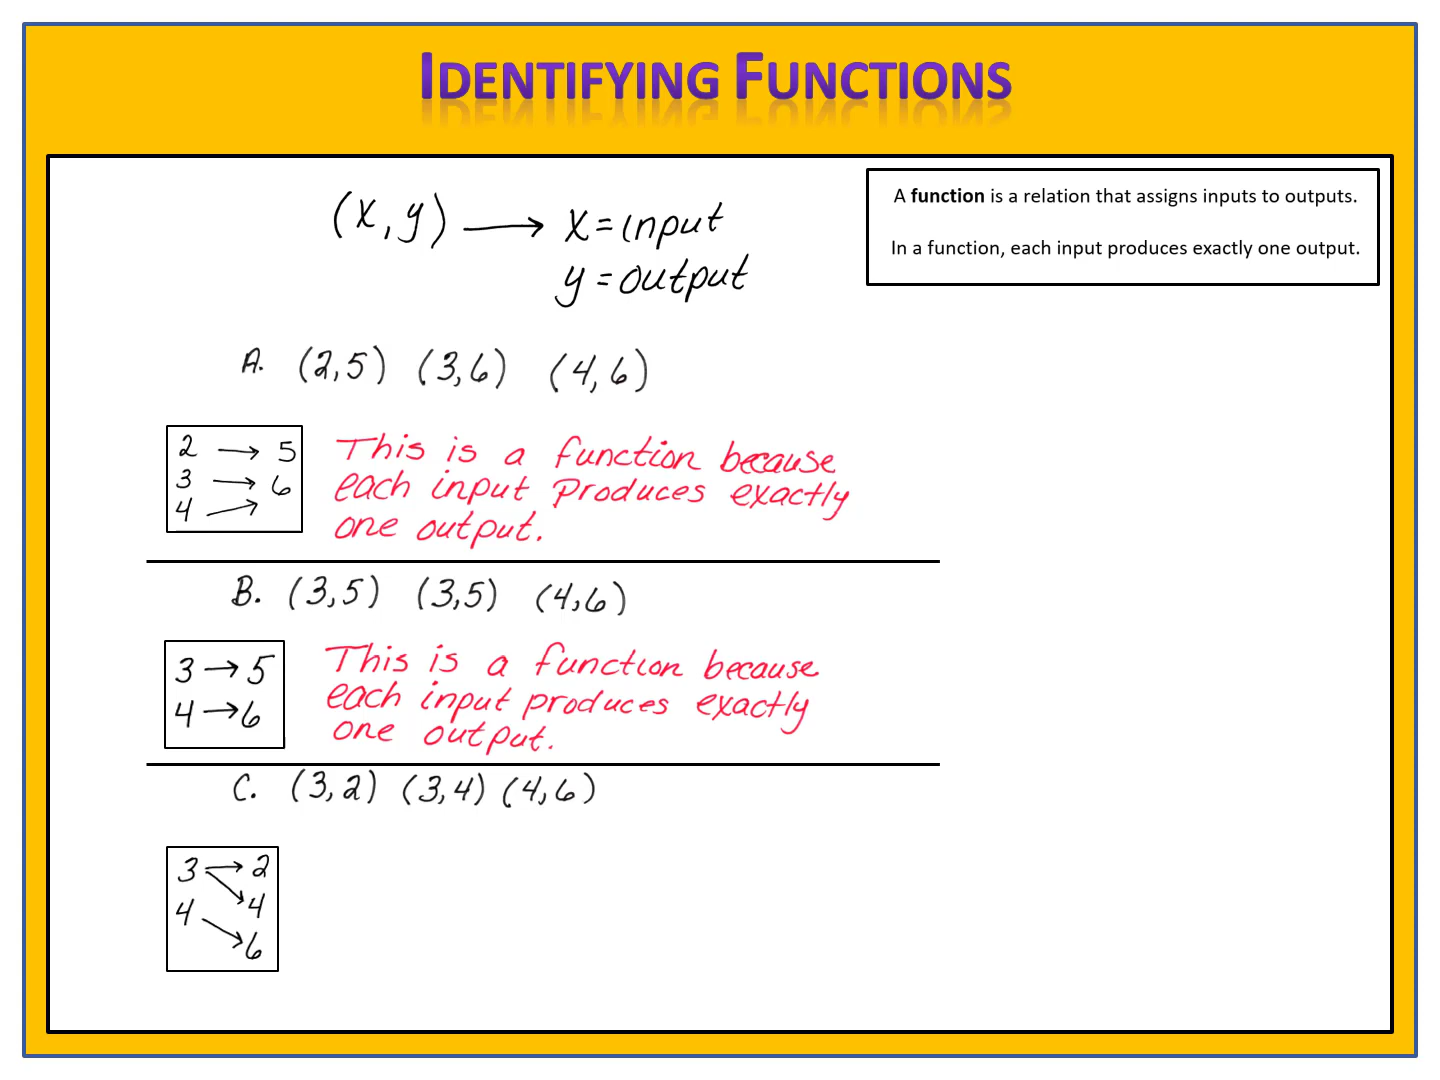 IDENTIFYING FUNCTIONS
A function is a relation that assigns inputs to outputs.
In a function, each input produces exactly one output.
(x, y) → x = input
y = output
A. (2,5) (3,6) (4,6)
2 → 5
3 → 6
4 →
This is a function because
each input produces exactly
one output.
B. (3,5) (3,5) (4,6)
3 → 5
4 → 6
This is a function because
each input produces exactly
one output.
C. (3,2) (3,4) (4,6)
3 → 2
4
4 → 6